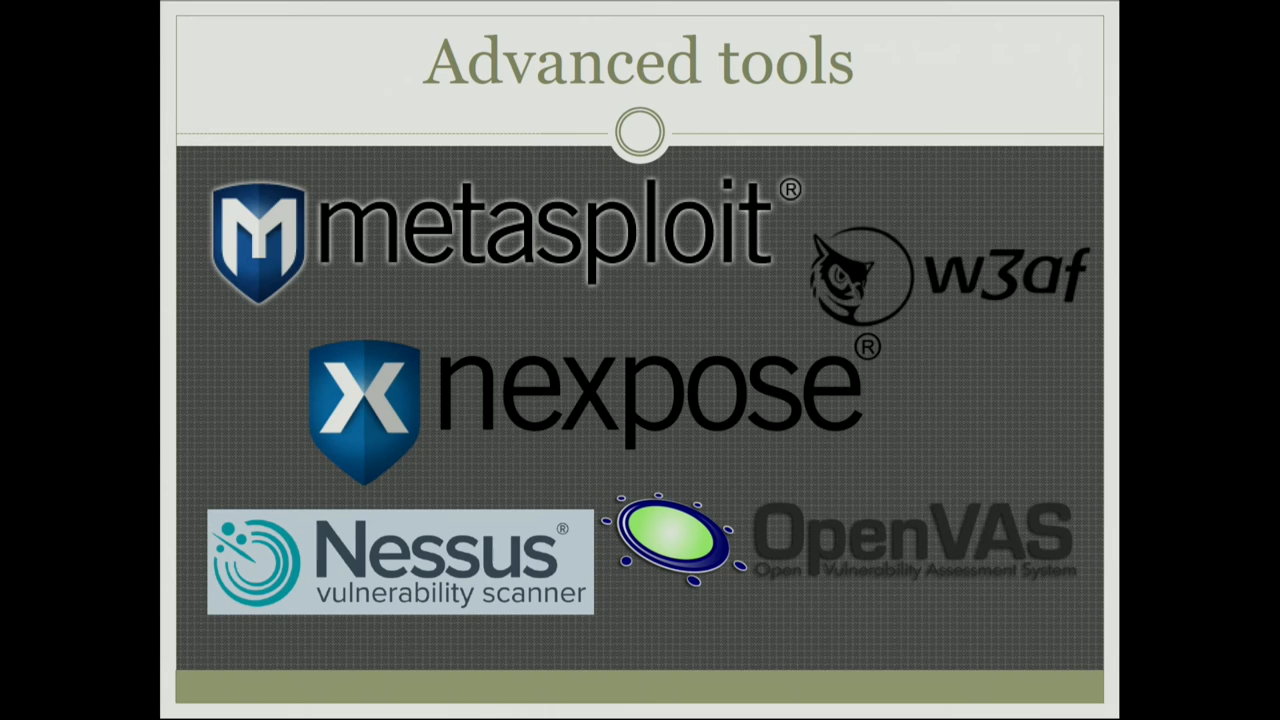 Advanced tools
metasploit®
w3af
nexpose®
Nessus®
vulnerability scanner
OpenVAS
Open Vulnerability Assessment System